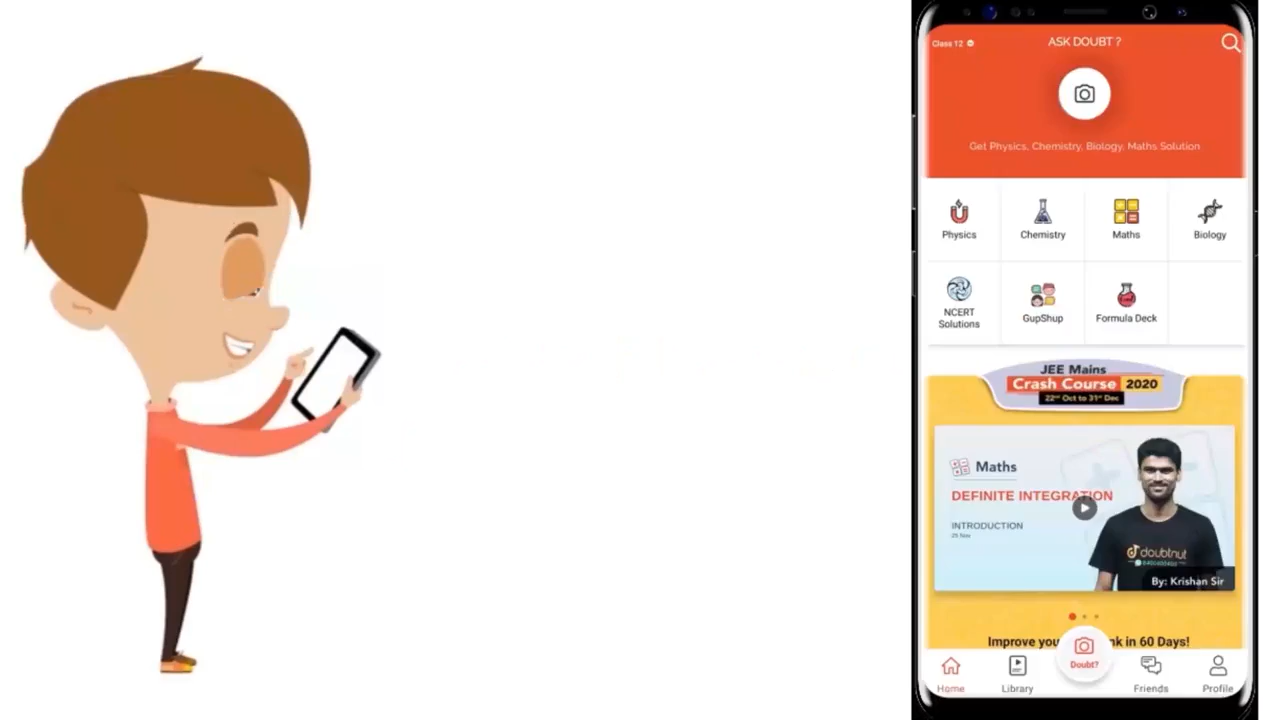 Class 12
ASK DOUBT ?
Get Physics, Chemistry, Biology, Maths Solution
Physics
Chemistry
Maths
Biology
NCERT
Solutions
GupShup
Formula Deck
JEE Mains
Crash Course 2020
22nd Oct to 31st Dec
Maths
DEFINITE INTEGRATION
INTRODUCTION
doubtnut
By: Krishan Sir
Improve you nk in 60 Days!
Doubt?
Home
Library
Friends
Profile